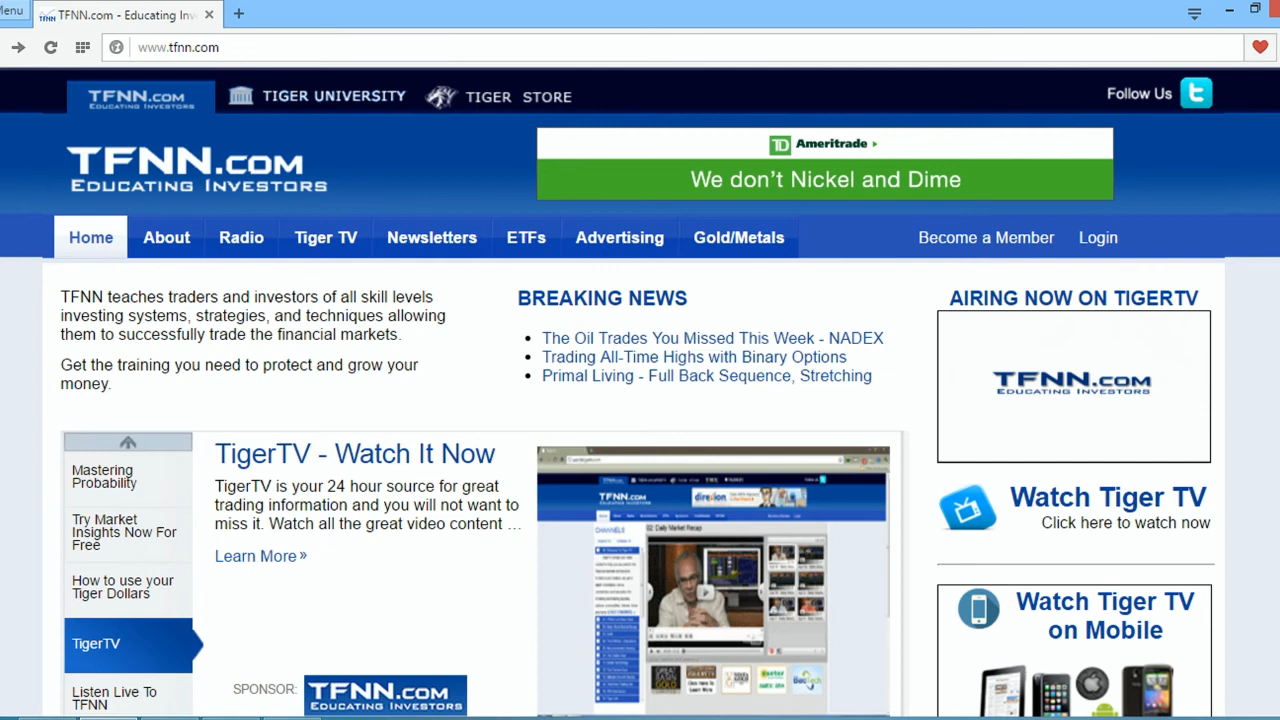 Menu
TFNN.com - Educating Inv
www.tfnn.com
TFNN.COM
EDUCATING INVESTORS
TIGER UNIVERSITY
TIGER STORE
Follow Us
TFNN.COM
EDUCATING INVESTORS
TD Ameritrade
We don't Nickel and Dime
Home
About
Radio
Tiger TV
Newsletters
ETFs
Advertising
Gold/Metals
Become a Member
Login
TFNN teaches traders and investors of all skill levels
investing systems, strategies, and techniques allowing
them to successfully trade the financial markets.
Get the training you need to protect and grow your
money.
BREAKING NEWS
The Oil Trades You Missed This Week - NADEX
Trading All-Time Highs with Binary Options
Primal Living - Full Back Sequence, Stretching
AIRING NOW ON TIGERTV
TFNN.COM
EDUCATING INVESTORS
Watch Tiger TV
Click here to watch now
Watch Tiger TV
on Mobile
Mastering
Probability
Try Market
Insights Now For
Free
How to use your
Tiger Dollars
TigerTV
Listen Live To
TFNN
TigerTV - Watch It Now
TigerTV is your 24 hour source for great
trading information and you will not want to
miss it. Watch all the great video content ...
Learn More »
TFNN.COM
direxion
CHANNELS
SPONSOR:
TFNN.COM
EDUCATING INVESTORS